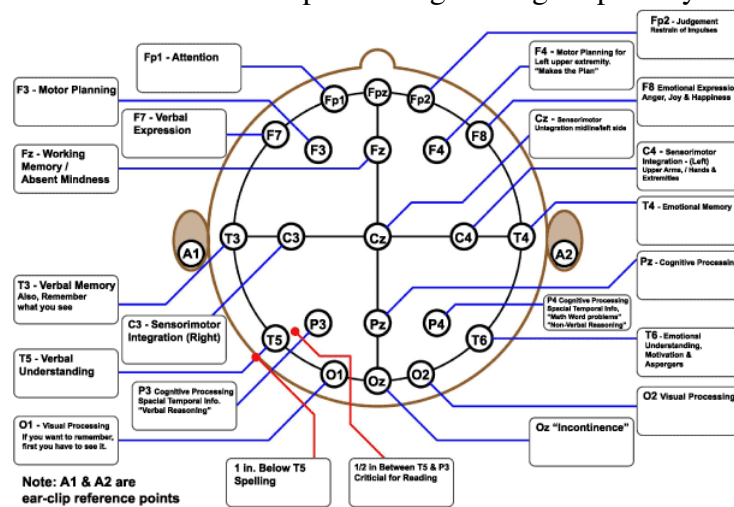 Fp2 - Judgement
Restrain of Impulses
Fp1 - Attention
F4 - Motor Planning for
Left upper extremity.
"Makes the Plan"
F3 - Motor Planning
F8 Emotional Expression
Anger, Joy & Happiness
F7 - Verbal
Expression
Cz - Sensorimotor
Untagration midline/left side
Fz - Working
Memory /
Absent Mindness
C4 - Sensorimotor
Integration - (Left)
Upper Arms, / Hands &
Extremities
T4 - Emotional Memory
Fp1
Fpz
Fp2
F7
F3
Fz
F4
F8
A1
T3
C3
Cz
C4
T4
A2
T5
P3
Pz
P4
T6
O1
Oz
O2
T3 - Verbal Memory
Also, Remember
what you see
Pz - Cognitive Processing
C3 - Sensorimotor
Integration (Right)
P4 Cognitive Processing
Special Temporal Info,
"Math Word problems"
"Non-Verbal Reasoning"
T5 - Verbal
Understanding
T6 - Emotional
Understanding,
Motivation &
Aspergers
P3 Cognitive Processing
Special Temporal Info.
"Verbal Reasoning"
O2 Visual Processing
O1 - Visual Processing
If you want to remember,
first you have to see it.
Oz "Incontinence"
1 in. Below T5
Spelling
1/2 in Between T5 & P3
Criticial for Reading
Note: A1 & A2 are
ear-clip reference points